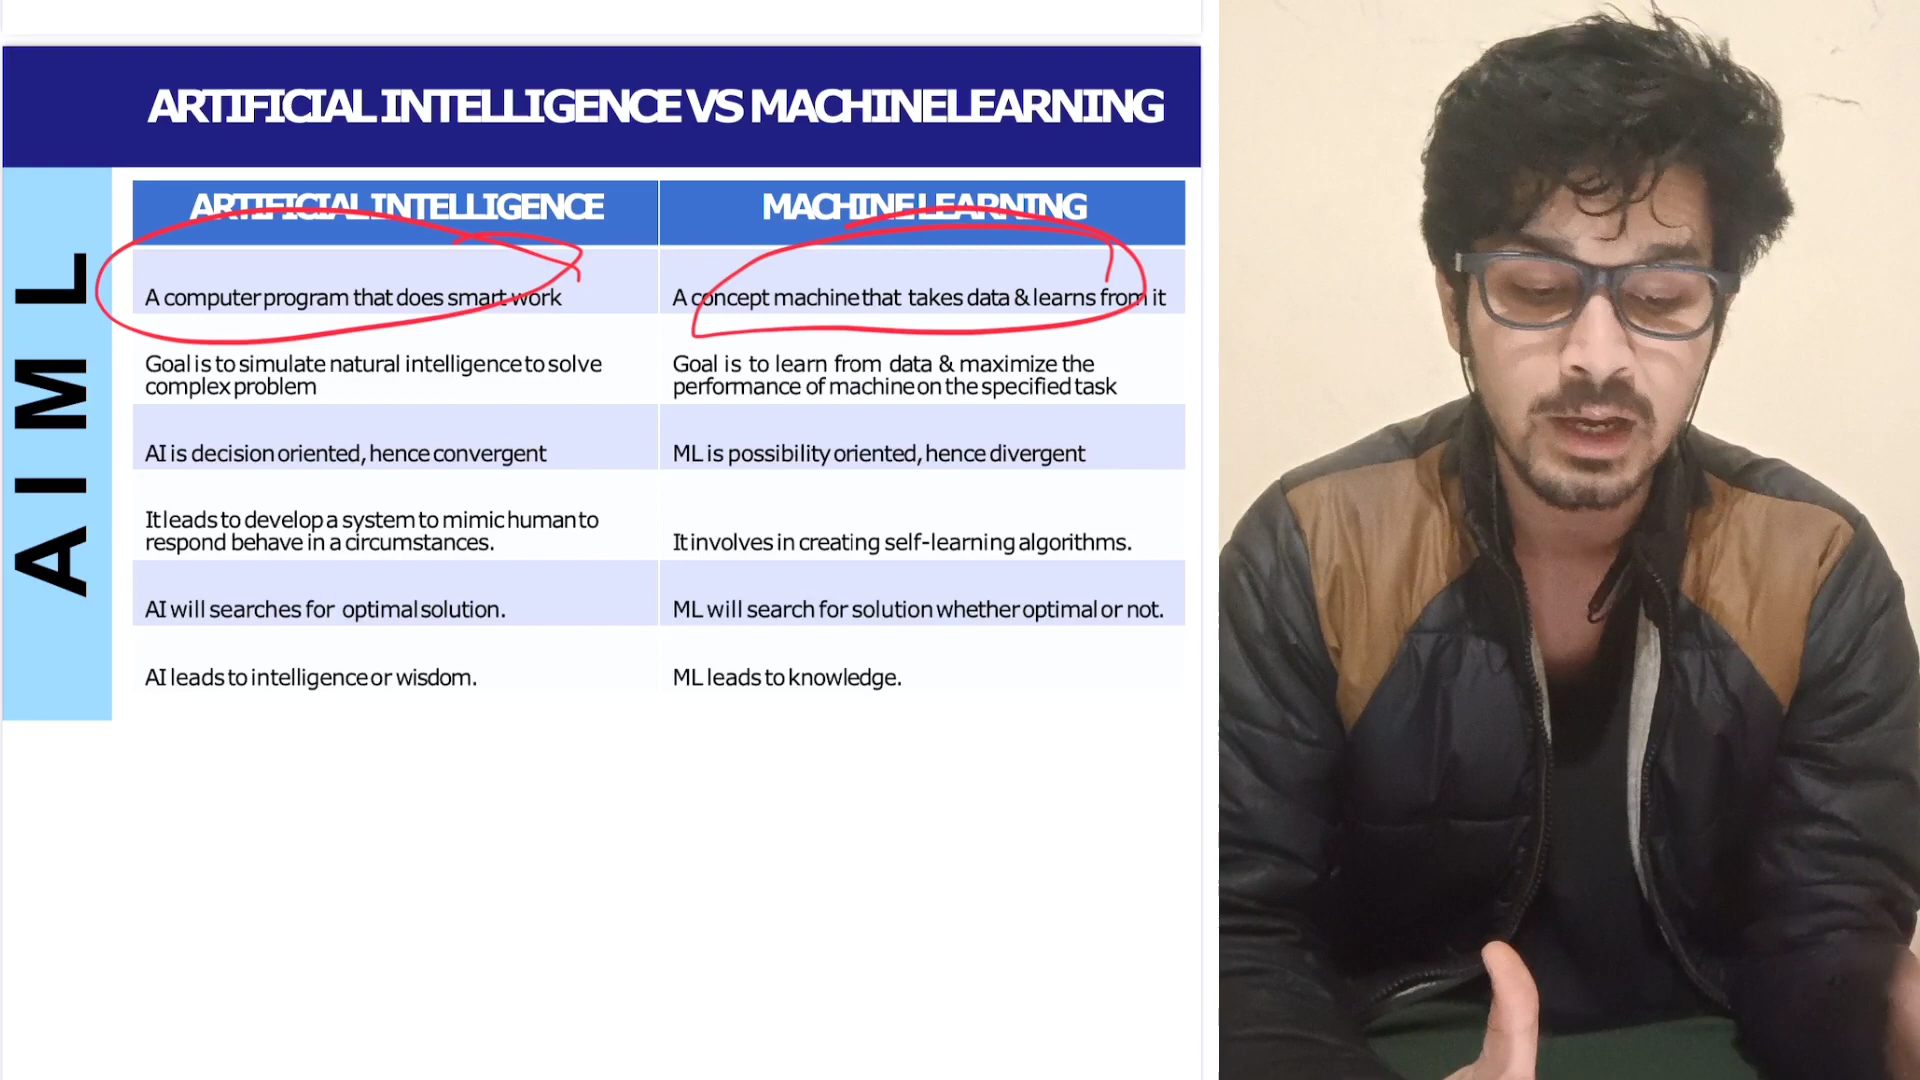 ARTIFICIAL INTELLIGENCE VS MACHINE LEARNING
AIML
ARTIFICIAL INTELLIGENCE
MACHINE LEARNING
A computer program that does smart work
A concept machine that takes data & learns from it
Goal is to simulate natural intelligence to solve
complex problem
Goal is to learn from data & maximize the
performance of machine on the specified task
AI is decision oriented, hence convergent
ML is possibility oriented, hence divergent
It leads to develop a system to mimic human to
respond behave in a circumstances.
It involves in creating self-learning algorithms.
AI will searches for optimal solution.
ML will search for solution whether optimal or not.
AI leads to intelligence or wisdom.
ML leads to knowledge.